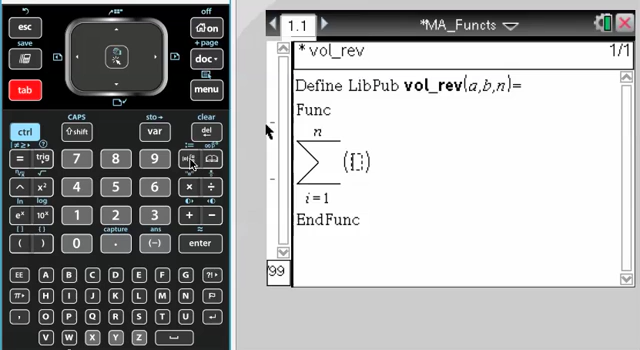 off
esc
on
save
+ page
doc
tab
menu
CAPS
sto→
clear
ctrl
shift
var
del
= trig 7 8 9
^ x² 4 5 6 × ÷
ln log
eˣ 10ˣ 1 2 3 + −
capture ans
( ) 0 . (−) enter
EE A B C D E F G ?!
π H I J K L M N
, O P Q R S T U
V W X Y Z
1.1 *MA_Functs
* vol_rev 1/1
Define LibPub vol_rev(a,b,n)=
Func
n
∑ ( )
i=1
EndFunc
/99